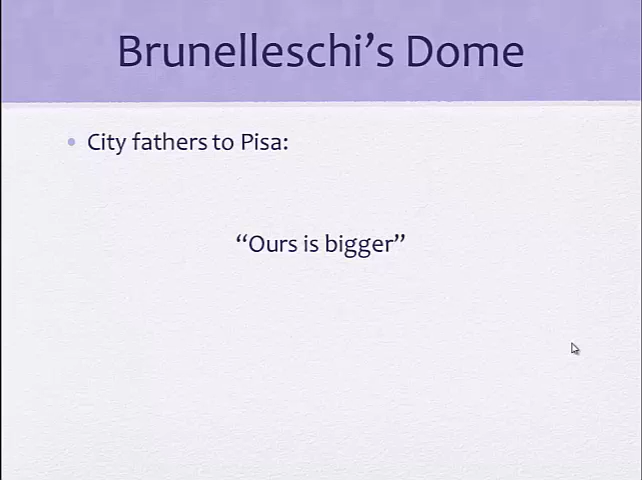 Brunelleschi’s Dome
• City fathers to Pisa:
“Ours is bigger”